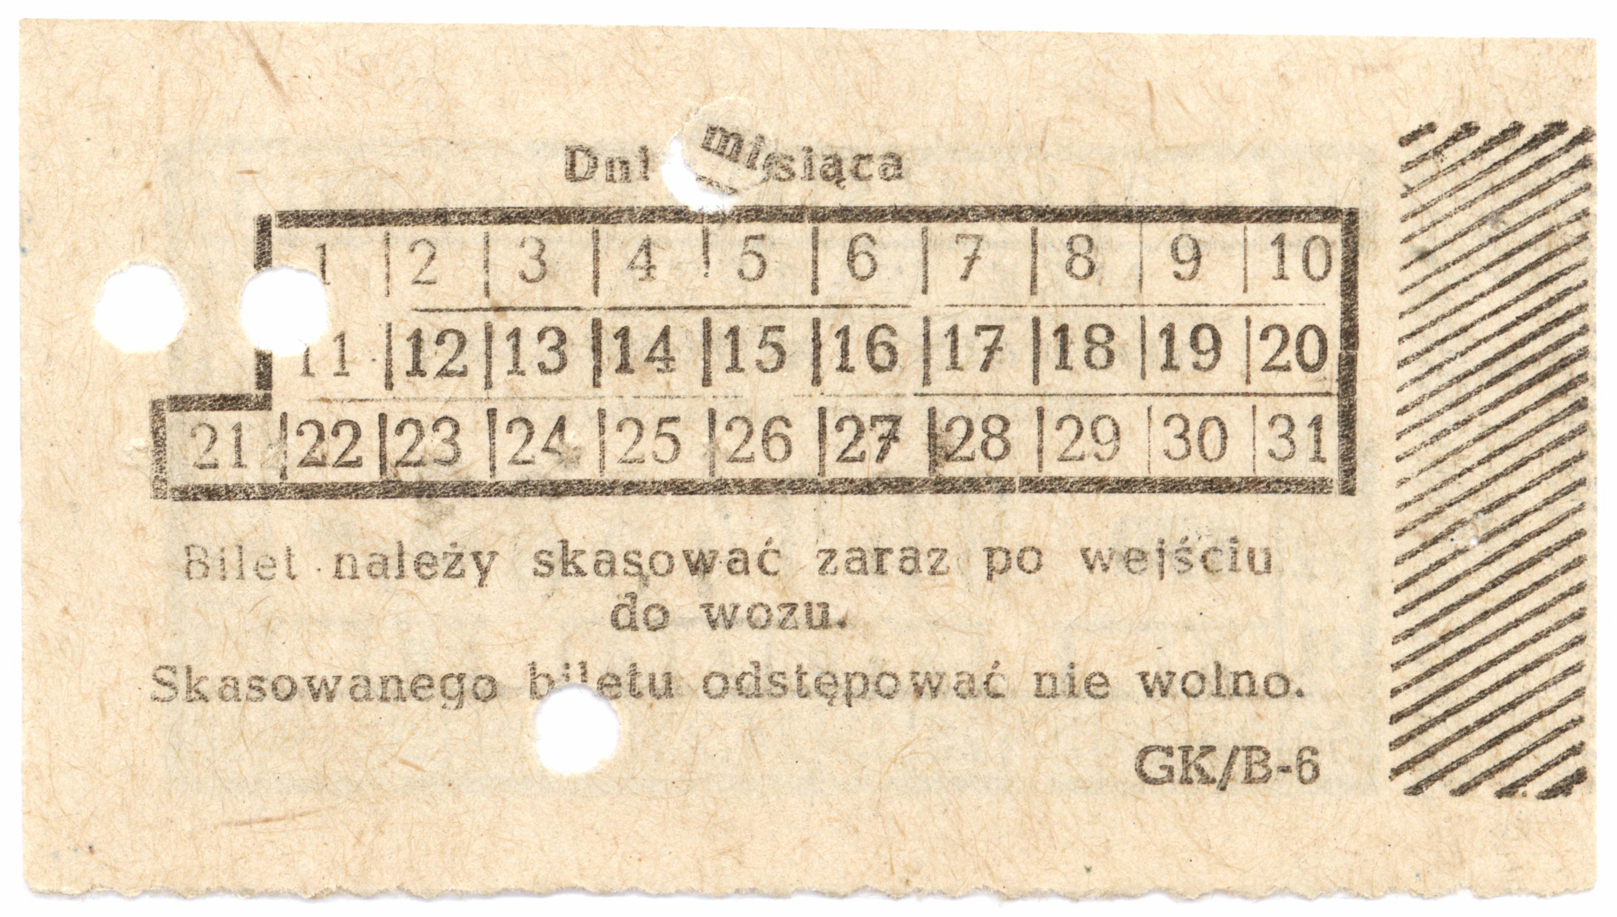 Dni miesiąca
1 2 3 4 5 6 7 8 9 10
11 12 13 14 15 16 17 18 19 20
21 22 23 24 25 26 27 28 29 30 31
Bilet należy skasować zaraz po wejściu
do wozu.
Skasowanego biletu odstępować nie wolno.
GK/B-6